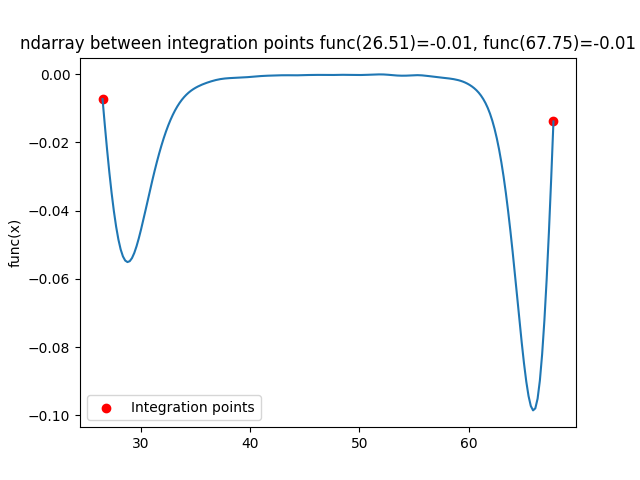 ndarray between integration points func(26.51)=-0.01, func(67.75)=-0.01
func(x)
0.00
−0.02
−0.04
−0.06
−0.08
−0.10
Integration points
30 40 50 60